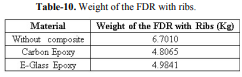 Table-10. Weight of the FDR with ribs.
Material Weight of the FDR with Ribs (Kg)
Without composite 6.7010
Carbon Epoxy 4.8065
E-Glass Epoxy 4.9841